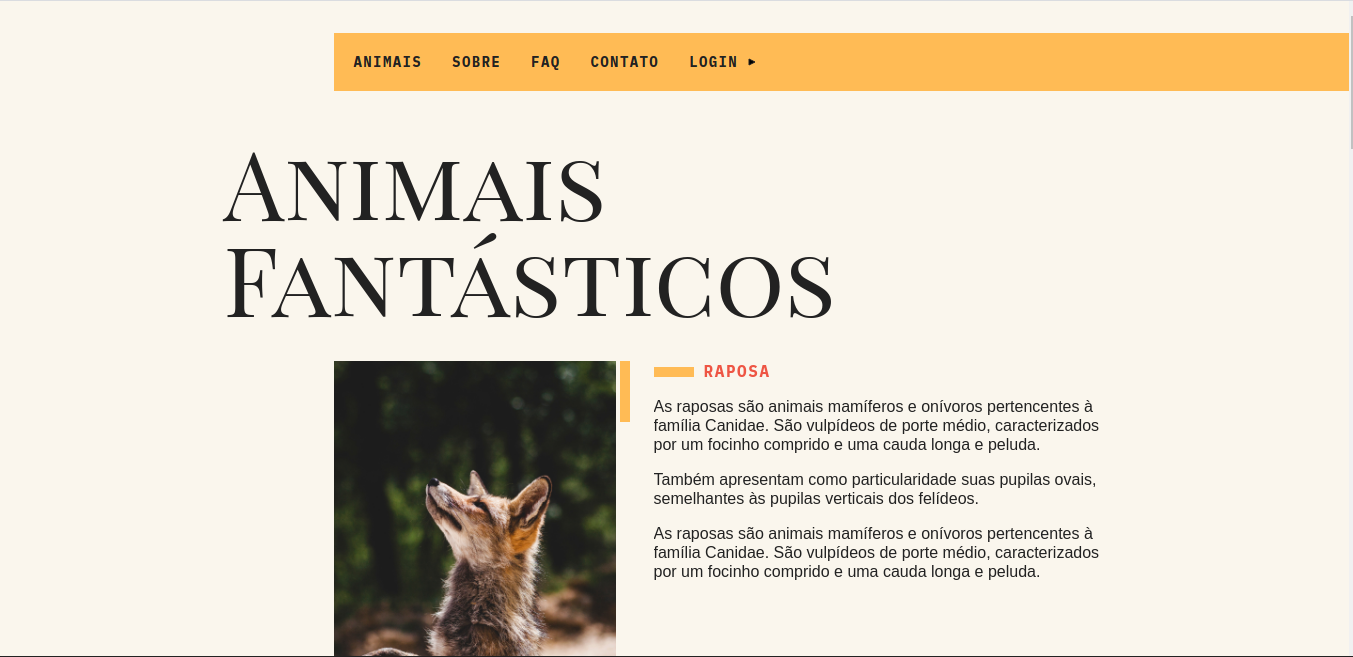 ANIMAIS SOBRE FAQ CONTATO LOGIN ▸
ANIMAIS
FANTÁSTICOS
RAPOSA
As raposas são animais mamíferos e onívoros pertencentes à
família Canidae. São vulpídeos de porte médio, caracterizados
por um focinho comprido e uma cauda longa e peluda.
Também apresentam como particularidade suas pupilas ovais,
semelhantes às pupilas verticais dos felídeos.
As raposas são animais mamíferos e onívoros pertencentes à
família Canidae. São vulpídeos de porte médio, caracterizados
por um focinho comprido e uma cauda longa e peluda.